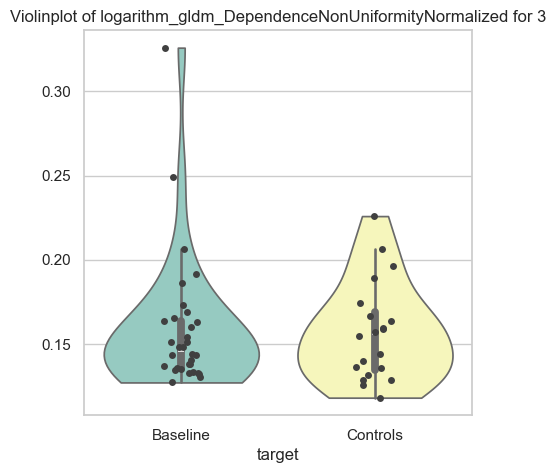 Violinplot of logarithm_gldm_DependenceNonUniformityNormalized for 3
0.30
0.25
0.20
0.15
Baseline
Controls
target